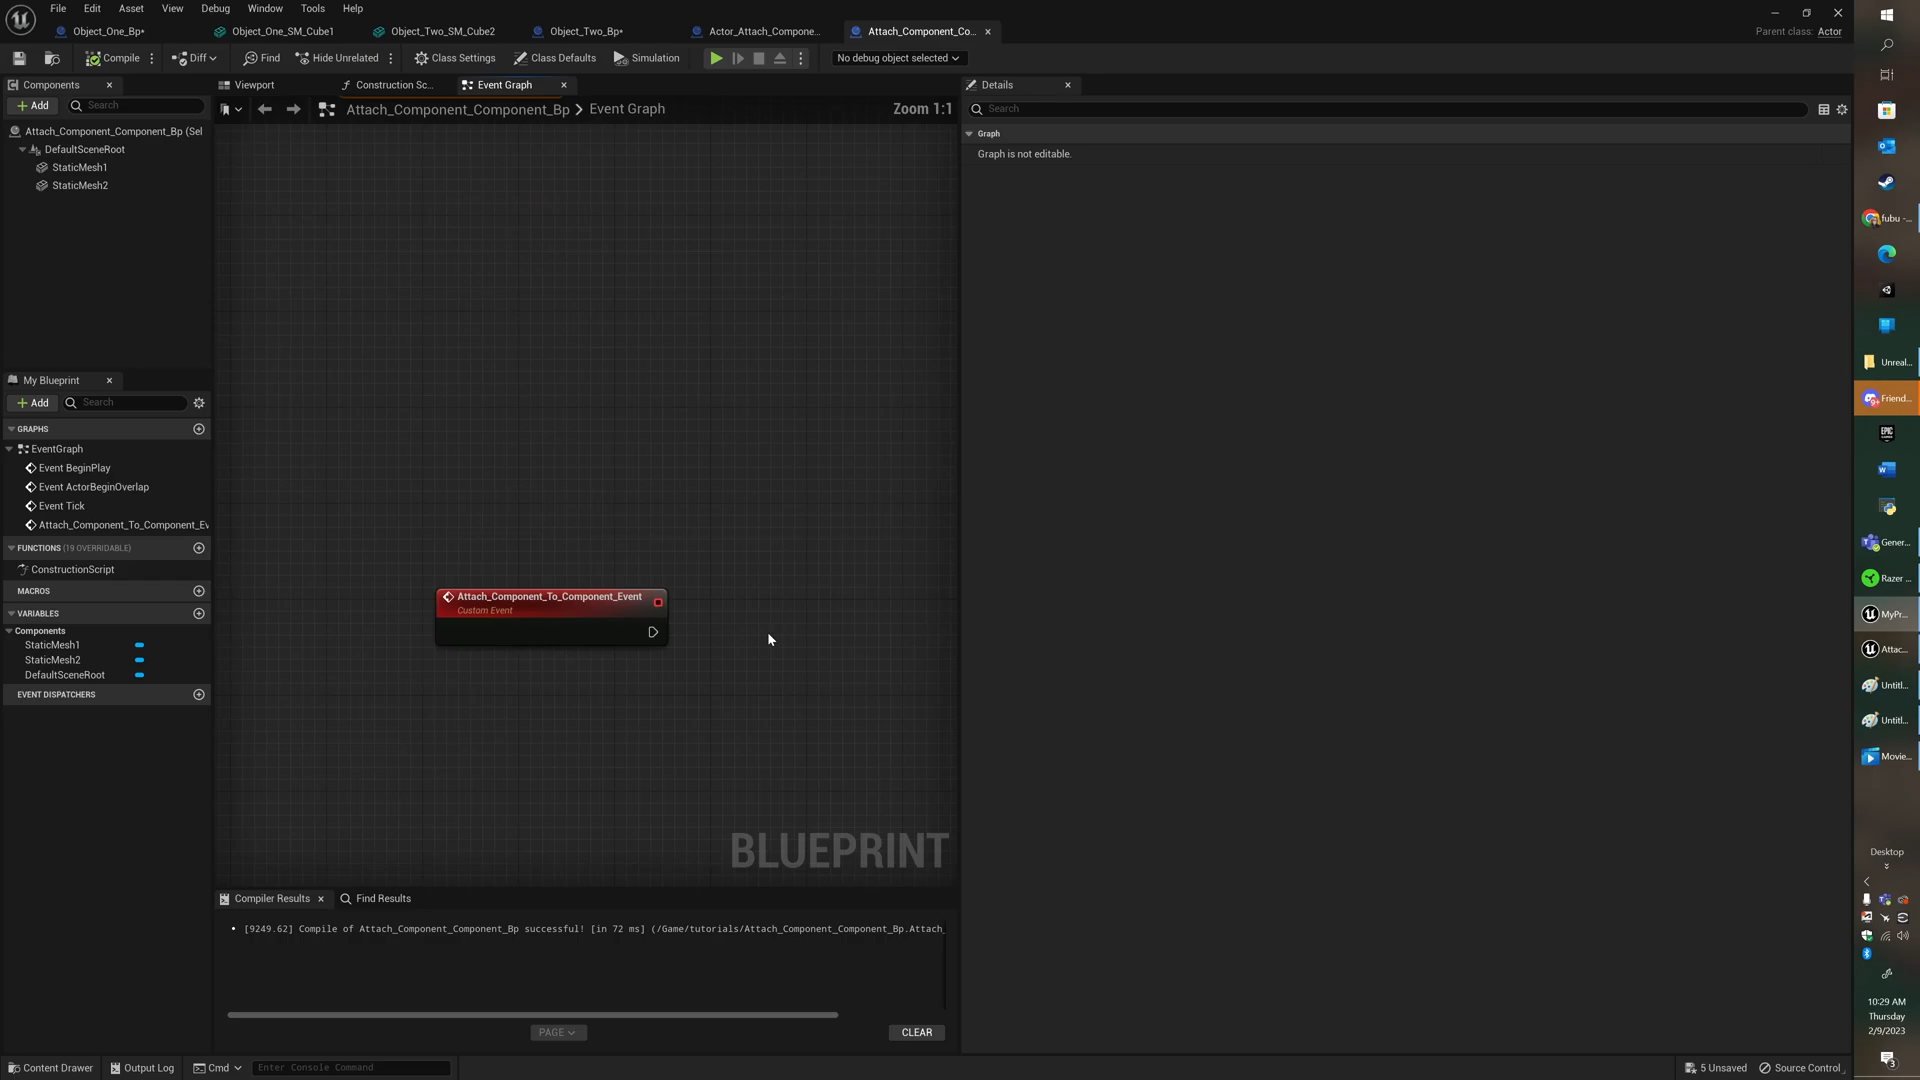 File Edit Asset View Debug Window Tools Help
Object_One_Bp* Object_One_SM_Cube1 Object_Two_SM_Cube2 Object_Two_Bp* Actor_Attach_Compone... Attach_Component_Co... Parent class: Actor
Compile Diff Find Hide Unrelated Class Settings Class Defaults Simulation No debug object selected
Components
Add Search
Attach_Component_Component_Bp (Sel
DefaultSceneRoot
StaticMesh1
StaticMesh2
My Blueprint
Add Search
GRAPHS
EventGraph
Event BeginPlay
Event ActorBeginOverlap
Event Tick
Attach_Component_To_Component_Ev
FUNCTIONS (19 OVERRIDABLE)
ConstructionScript
MACROS
VARIABLES
Components
StaticMesh1
StaticMesh2
DefaultSceneRoot
EVENT DISPATCHERS
Viewport Construction Sc... Event Graph
Attach_Component_Component_Bp > Event Graph Zoom 1:1
Attach_Component_To_Component_Event
Custom Event
BLUEPRINT
Compiler Results Find Results
[9249.62] Compile of Attach_Component_Component_Bp successful! [in 72 ms] (/Game/tutorials/Attach_Component_Component_Bp.Attach_
PAGE CLEAR
Details
Search
Graph
Graph is not editable.
Content Drawer Output Log Cmd Enter Console Command 5 Unsaved Source Control
fubu -...
Unreal...
Friend...
EPIC
Gener...
Razer ...
MyPr...
Attac...
Untitl...
Untitl...
Movie...
Desktop
10:29 AM
Thursday
2/9/2023
3